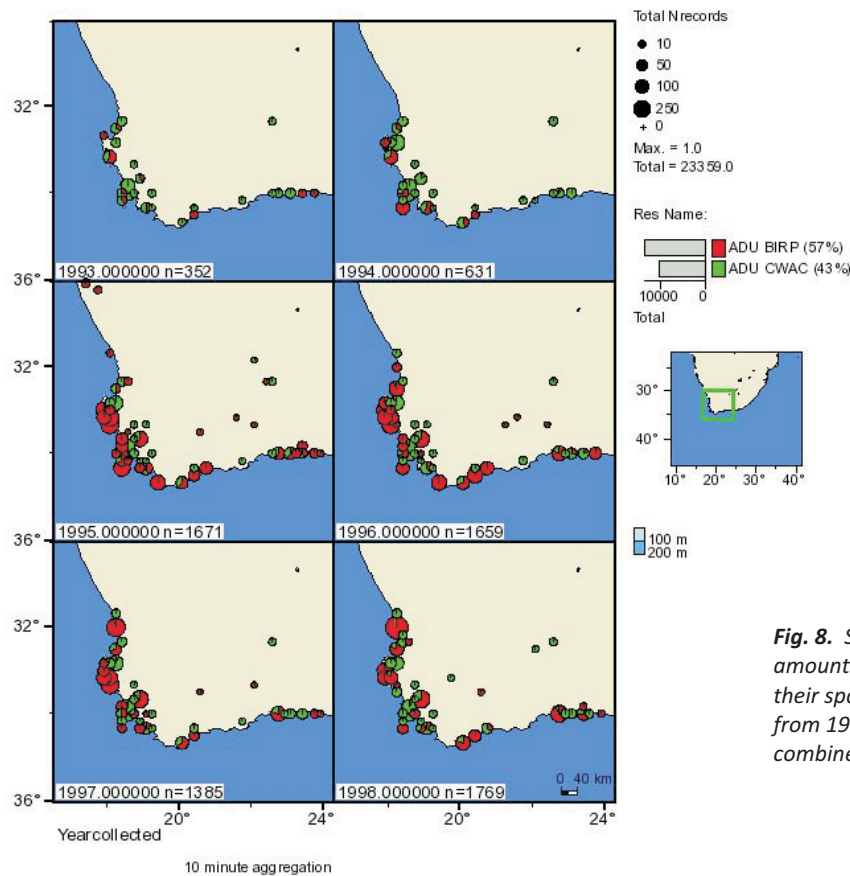 Total Nrecords
10
50
100
250
+ 0
Max. = 1.0
Total = 23359.0
Res Name:
ADU BIRP (57%)
ADU CWAC (43%)
10000 0
Total
30°
40°
10° 20° 30° 40°
100 m
200 m
32°
1993.000000 n=352
1994.000000 n=631
36°
32°
1995.000000 n=1671
1996.000000 n=1659
36°
32°
1997.000000 n=1385
1998.000000 n=1769
0 40 km
36°
20° 24° 20° 24°
Yearcollected
10 minute aggregation
Fig. 8. S
amount
their spa
from 19
combine